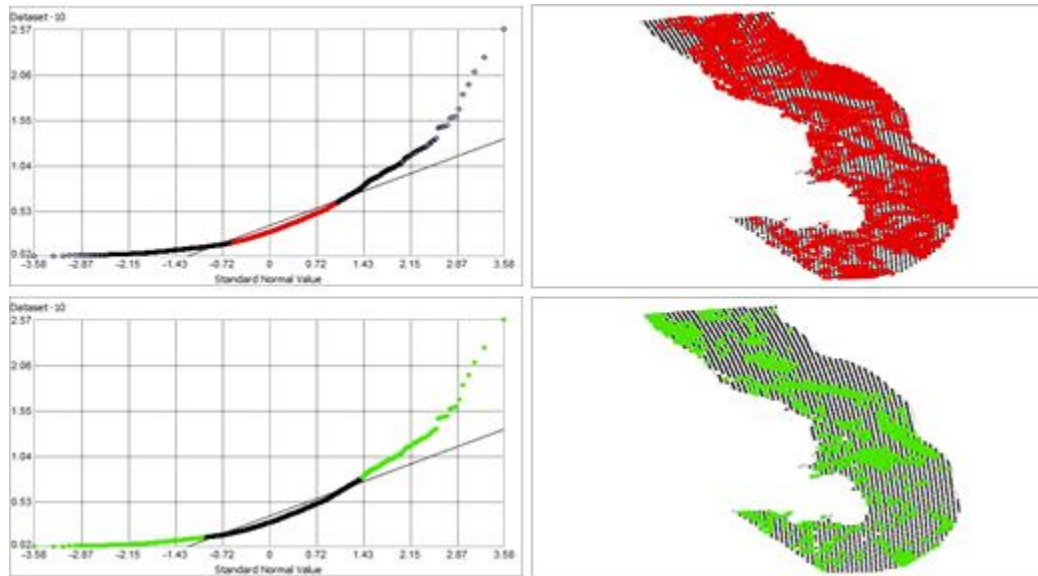 Dataset ·10
2.57
2.06
1.55
1.04
0.53
0.02
-3.58 -2.87 -2.15 -1.43 -0.72 0 0.72 1.43 2.15 2.87 3.58
Standard Normal Value
Dataset ·10
2.57
2.06
1.55
1.04
0.53
0.02
-3.58 -2.87 -2.15 -1.43 -0.72 0 0.72 1.43 2.15 2.87 3.58
Standard Normal Value